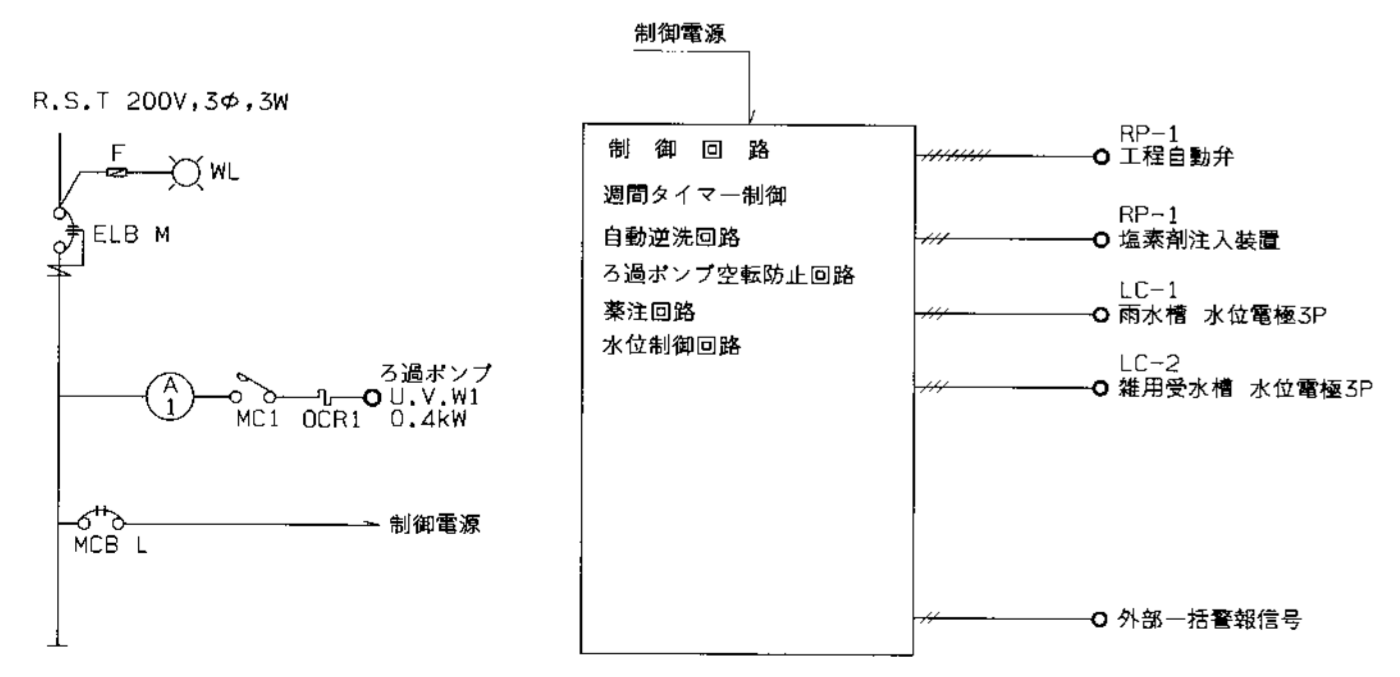 制御電源
R.S.T 200V,3φ,3W
F
WL
ELB M
A
1
MC1
OCR1
ろ過ポンプ
U.V.W1
0.4kW
MCB L
制御電源
制御回路
週間タイマー制御
自動逆洗回路
ろ過ポンプ空転防止回路
薬注回路
水位制御回路
RP-1
工程自動弁
RP-1
塩素剤注入装置
LC-1
雨水槽 水位電極3P
LC-2
雑用受水槽 水位電極3P
外部一括警報信号